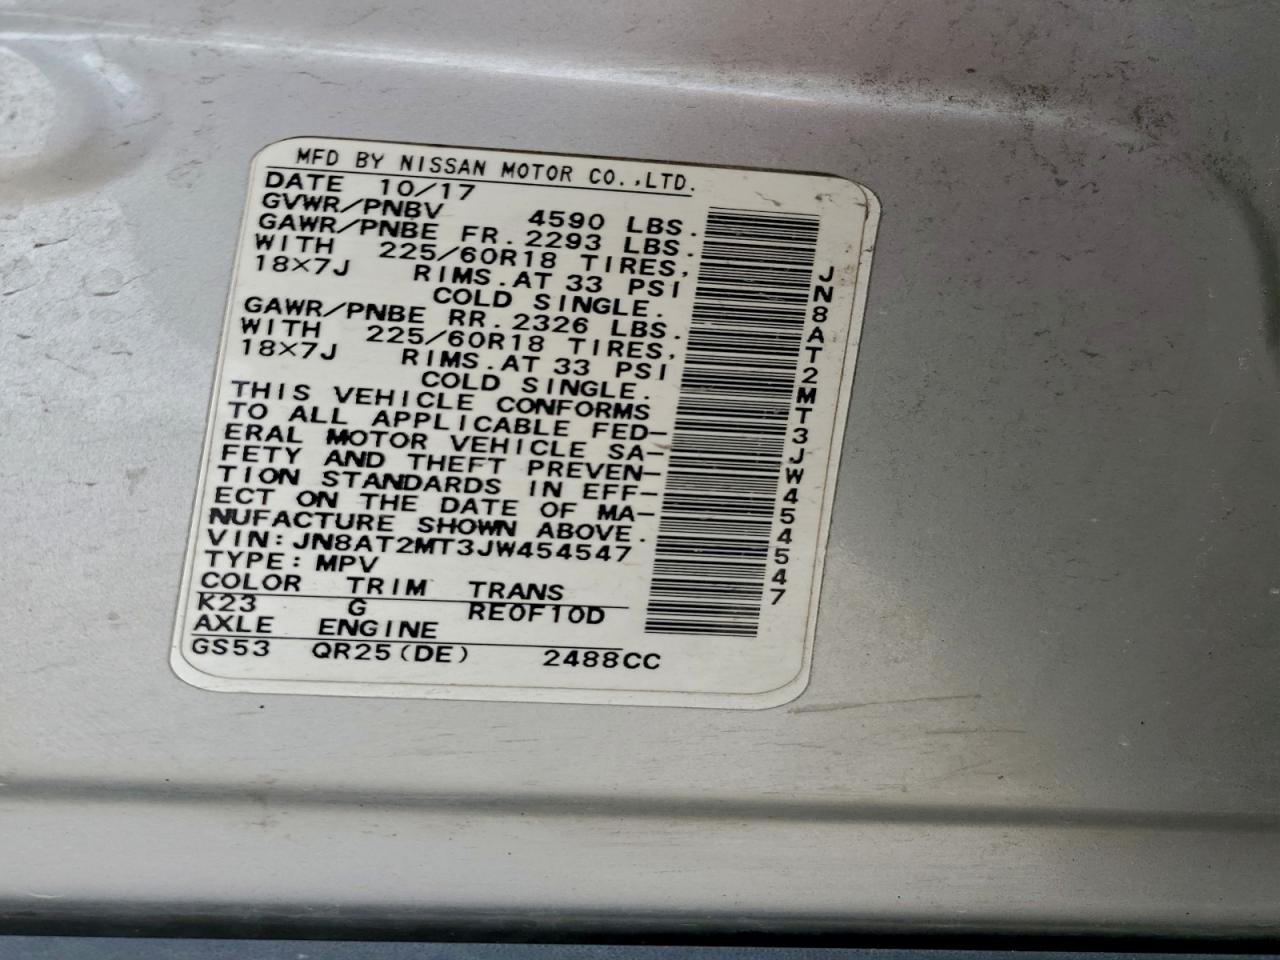 MFD BY NISSAN MOTOR CO.,LTD.
DATE 10/17
GVWR/PNBV 4590 LBS.
GAWR/PNBE FR. 2293 LBS.
WITH 225/60R18 TIRES,
18×7J RIMS. AT 33 PSI
COLD SINGLE.
GAWR/PNBE RR. 2326 LBS.
WITH 225/60R18 TIRES,
18×7J RIMS. AT 33 PSI
COLD SINGLE.
THIS VEHICLE CONFORMS
TO ALL APPLICABLE FED–
ERAL MOTOR VEHICLE SA–
FETY AND THEFT PREVEN–
TION STANDARDS IN EFF–
ECT ON THE DATE OF MA–
NUFACTURE SHOWN ABOVE.
VIN: JN8AT2MT3JW454547
TYPE: MPV
COLOR TRIM TRANS
K23 G RE0F10D
AXLE ENGINE
GS53 QR25(DE) 2488CC
JN8AT2MT3JW454547